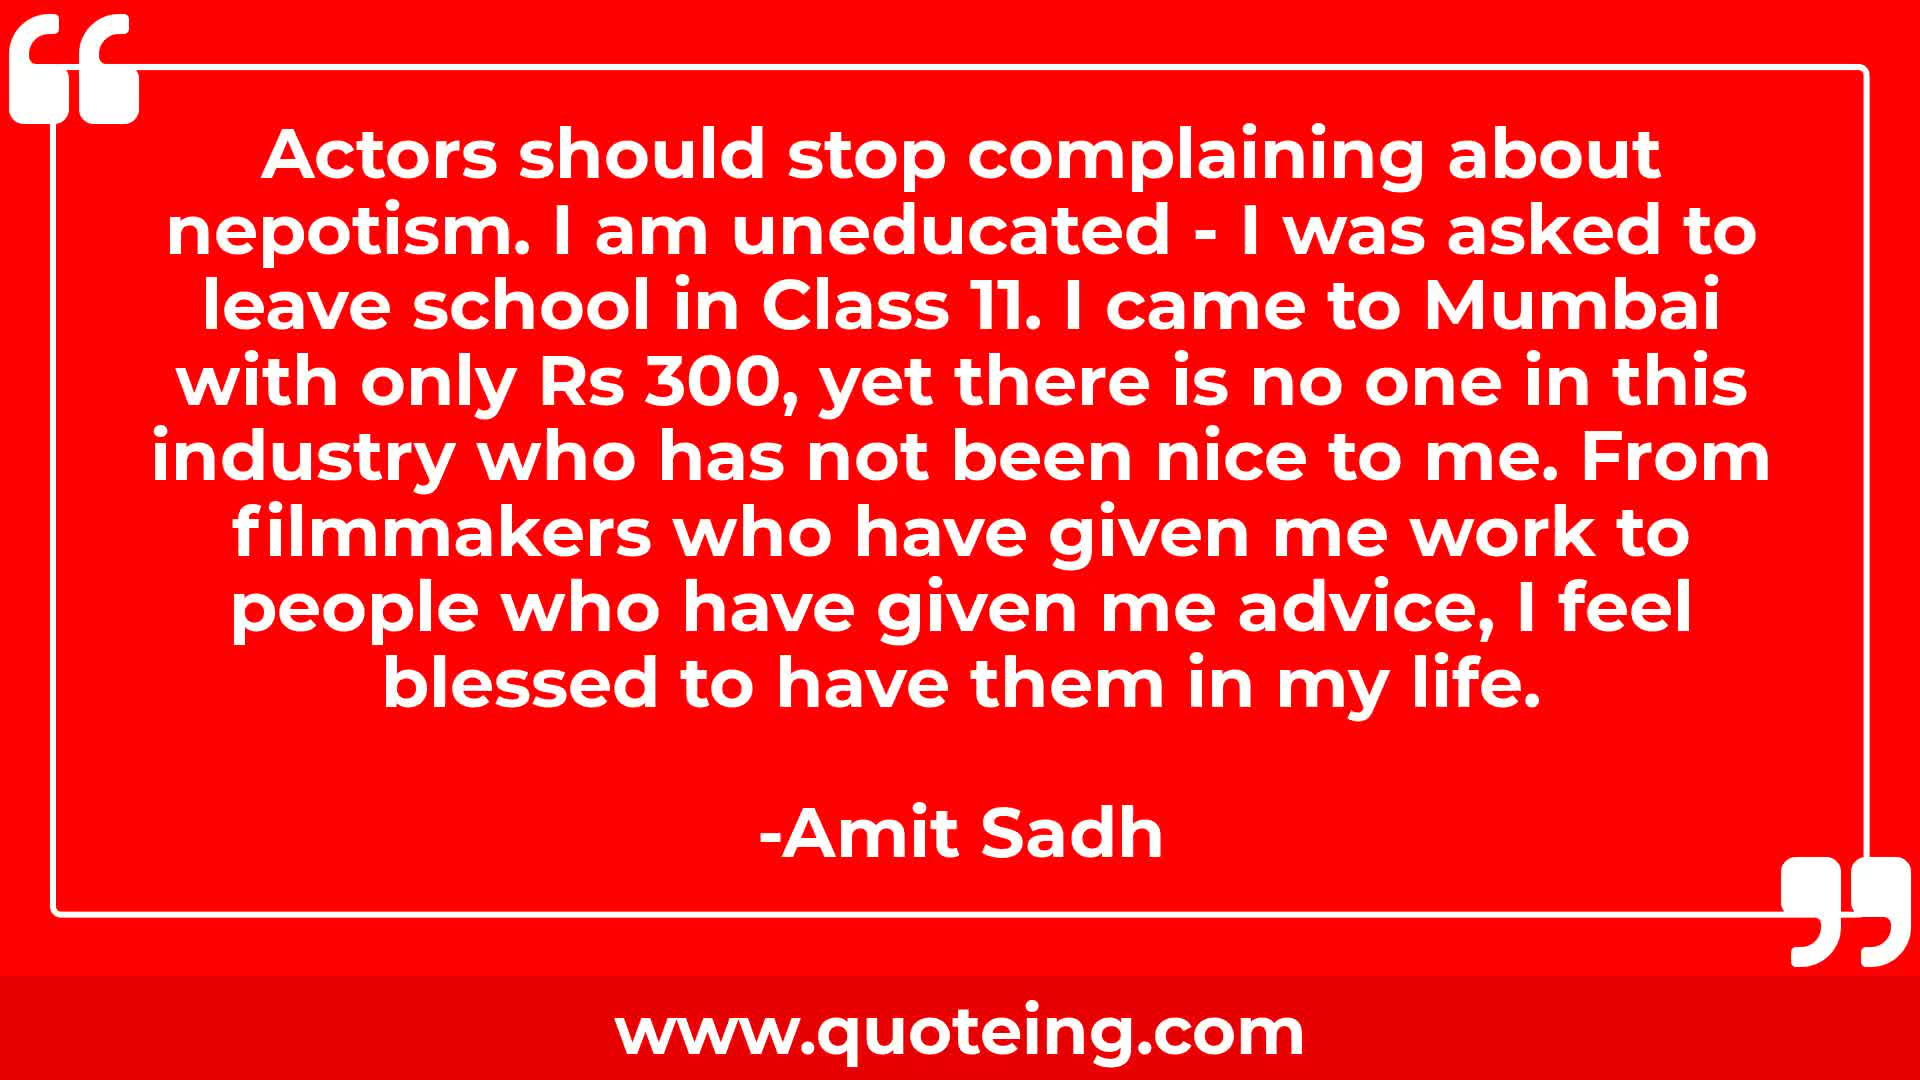 Actors should stop complaining about
nepotism. I am uneducated - I was asked to
leave school in Class 11. I came to Mumbai
with only Rs 300, yet there is no one in this
industry who has not been nice to me. From
filmmakers who have given me work to
people who have given me advice, I feel
blessed to have them in my life.
-Amit Sadh
www.quoteing.com